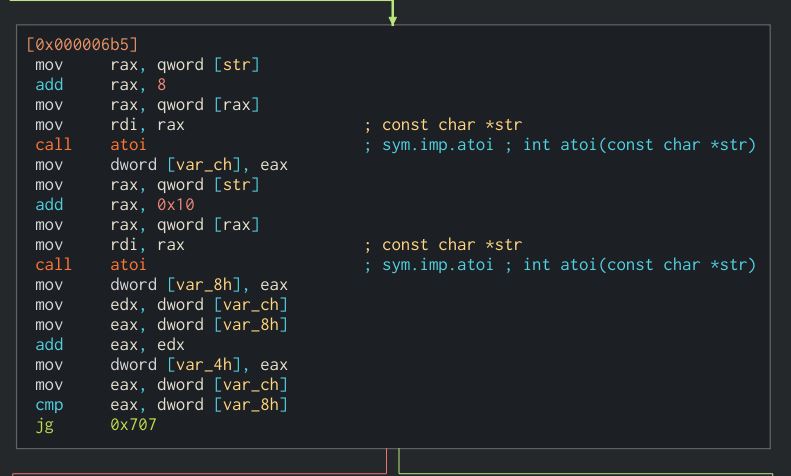 [0x000006b5]
mov rax, qword [str]
add rax, 8
mov rax, qword [rax]
mov rdi, rax ; const char *str
call atoi ; sym.imp.atoi ; int atoi(const char *str)
mov dword [var_ch], eax
mov rax, qword [str]
add rax, 0x10
mov rax, qword [rax]
mov rdi, rax ; const char *str
call atoi ; sym.imp.atoi ; int atoi(const char *str)
mov dword [var_8h], eax
mov edx, dword [var_ch]
mov eax, dword [var_8h]
add eax, edx
mov dword [var_4h], eax
mov eax, dword [var_ch]
cmp eax, dword [var_8h]
jg 0x707